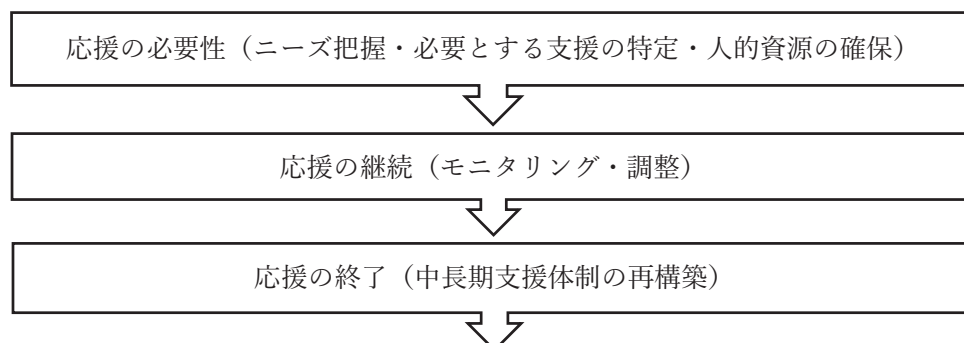 応援の必要性（ニーズ把握・必要とする支援の特定・人的資源の確保）
応援の継続（モニタリング・調整）
応援の終了（中長期支援体制の再構築）